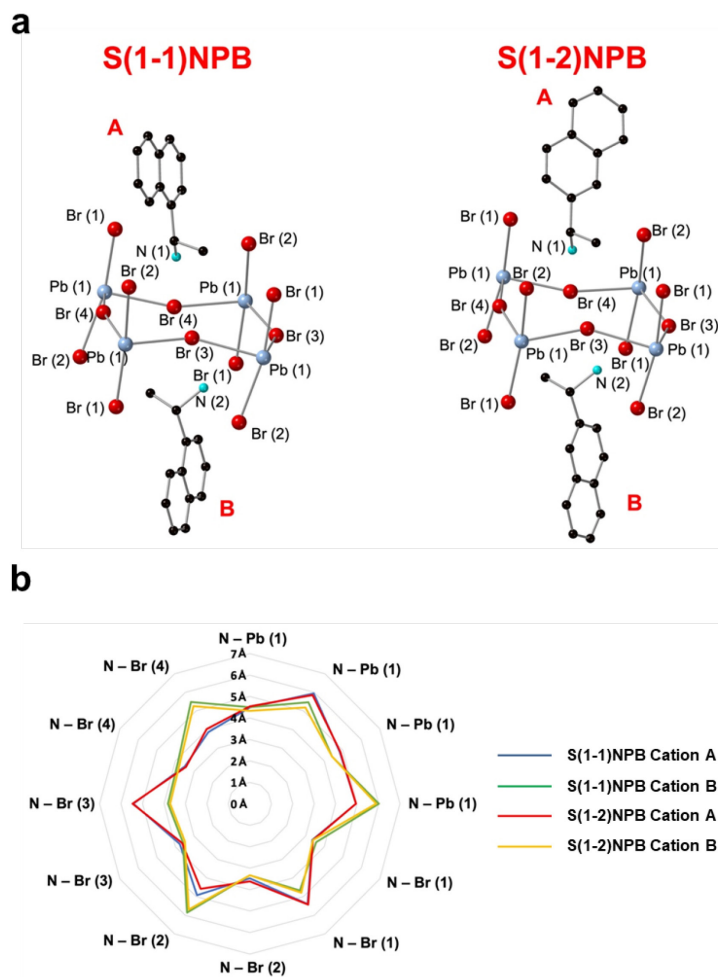 a
S(1-1)NPB
S(1-2)NPB
A
Br (1)
N (1)
Br (2)
Br (2)
Pb (1)
Pb (1)
Br (1)
Br (4)
Br (4)
Br (3)
Pb (1)
Br (3)
Br (2)
Br (1)
Pb (1)
Br (1)
N (2)
Br (2)
B
A
Br (1)
N (1)
Br (2)
Pb (1)
Br (2)
Pb (1)
Br (1)
Br (4)
Br (4)
Br (3)
Br (3)
Br (2)
Pb (1)
Br (1)
Pb (1)
N (2)
Br (1)
Br (2)
B
b
N – Pb (1)
N – Br (4)
7Å
N – Pb (1)
6Å
5Å
N – Br (4)
4Å
N – Pb (1)
3Å
2Å
1Å
N – Br (3)
0Å
N – Pb (1)
N – Br (3)
N – Br (1)
N – Br (2)
N – Br (1)
N – Br (2)
S(1-1)NPB Cation A
S(1-1)NPB Cation B
S(1-2)NPB Cation A
S(1-2)NPB Cation B